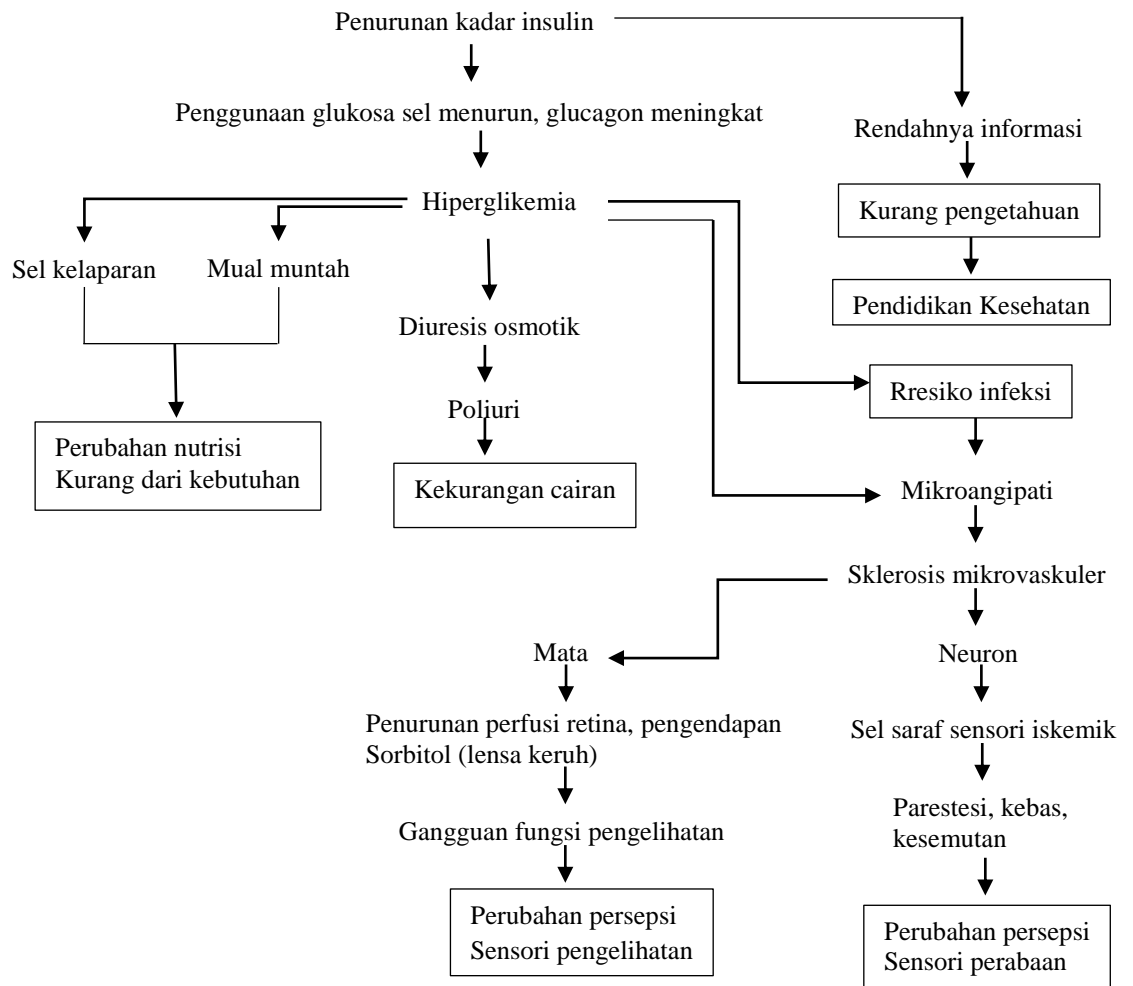 Penurunan kadar insulin
Penggunaan glukosa sel menurun, glucagon meningkat
Rendahnya informasi
Hiperglikemia
Kurang pengetahuan
Sel kelaparan
Mual muntah
Pendidikan Kesehatan
Diuresis osmotik
Rresiko infeksi
Poliuri
Perubahan nutrisi
Kurang dari kebutuhan
Kekurangan cairan
Mikroangipati
Sklerosis mikrovaskuler
Mata
Neuron
Penurunan perfusi retina, pengendapan
Sorbitol (lensa keruh)
Sel saraf sensori iskemik
Gangguan fungsi pengelihatan
Parestesi, kebas,
kesemutan
Perubahan persepsi
Sensori pengelihatan
Perubahan persepsi
Sensori perabaan